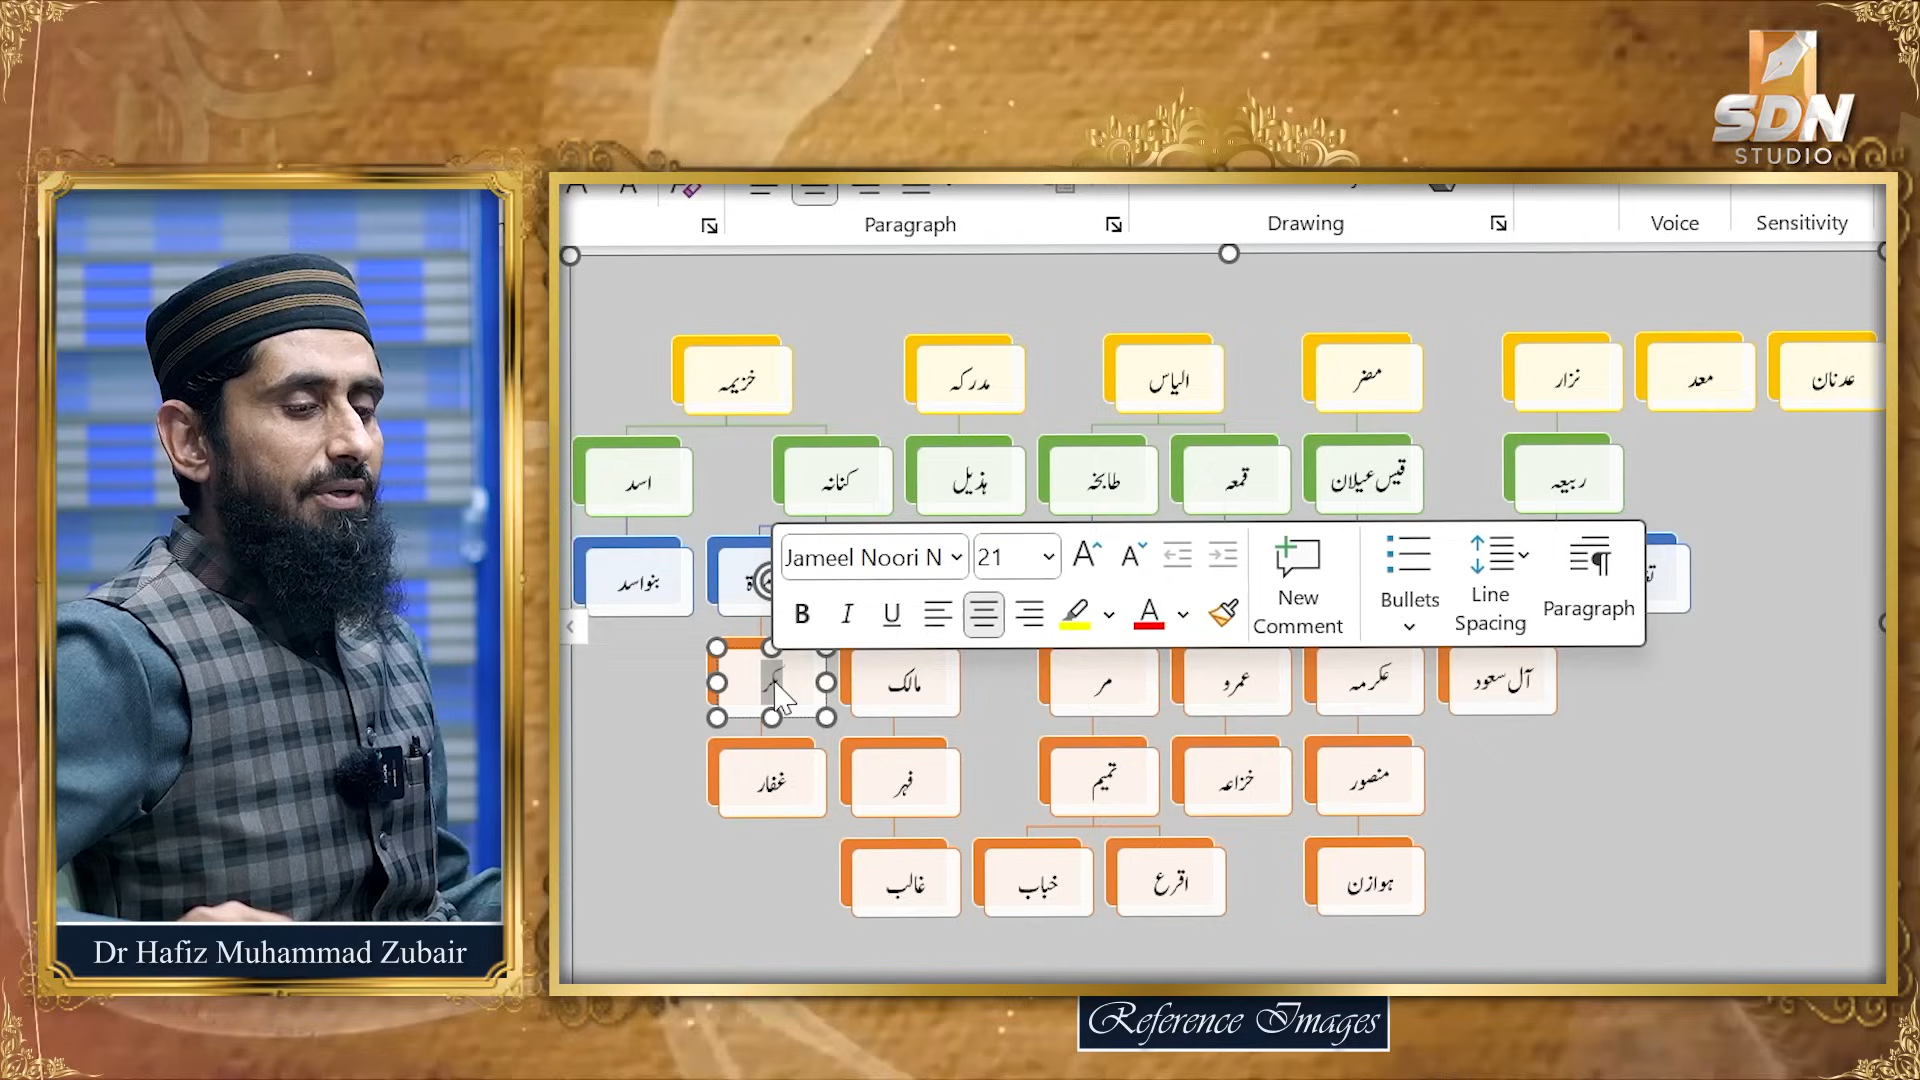 SDN
STUDIO
Paragraph
Drawing
Voice
Sensitivity
عدنان
معد
نزار
مضر
الیاس
مدرکہ
خزیمہ
ربیعہ
قیس عیلان
قمعہ
طابخہ
ہذیل
کنانہ
اسد
بنواسد
Jameel Noori N
21
B I U
A
New
Comment
Bullets
Line
Spacing
Paragraph
آل سعود
عکرمہ
عمرو
مر
مالک
منصور
خزاعہ
تمیم
فہر
غفار
ہوازن
اقرع
خباب
غالب
Dr Hafiz Muhammad Zubair
Reference Images